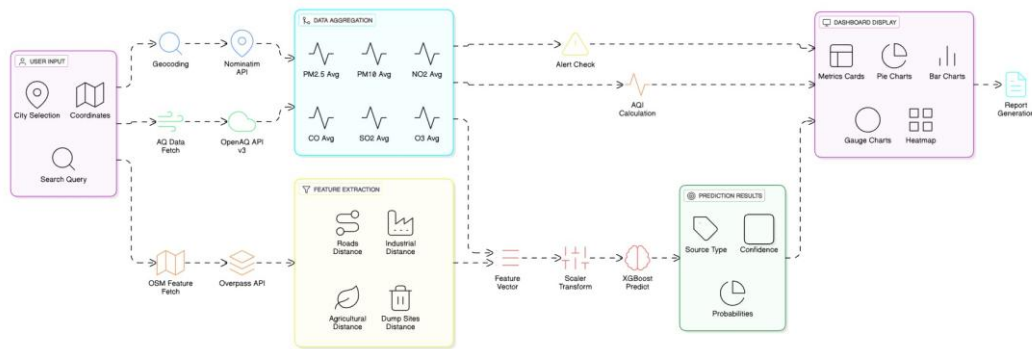 USER INPUT
City Selection
Coordinates
Search Query
Geocoding
Nominatim
API
AQ Data
Fetch
OpenAQ API
v3
OSM Feature
Fetch
Overpass API
DATA AGGREGATION
PM2.5 Avg
PM10 Avg
NO2 Avg
CO Avg
SO2 Avg
O3 Avg
FEATURE EXTRACTION
Roads
Distance
Industrial
Distance
Agricultural
Distance
Dump Sites
Distance
Alert Check
AQI
Calculation
Feature
Vector
Scaler
Transform
XGBoost
Predict
PREDICTION RESULTS
Source Type
Confidence
Probabilities
DASHBOARD DISPLAY
Metrics Cards
Pie Charts
Bar Charts
Gauge Charts
Heatmap
Report
Generation